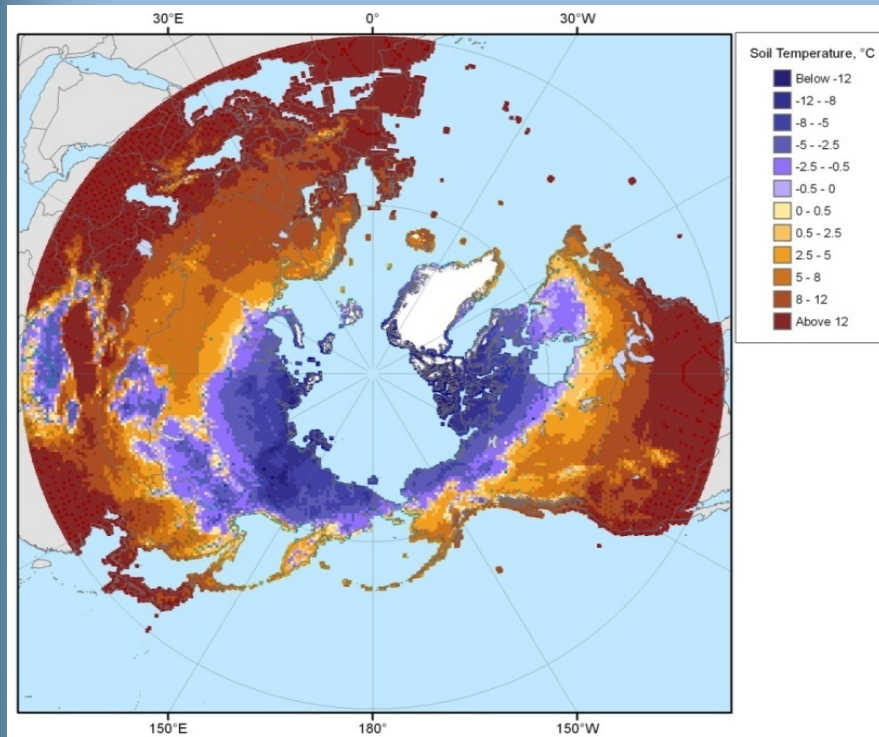 30°E 0° 30°W
Soil Temperature, °C
Below -12
-12 - -8
-8 - -5
-5 - -2.5
-2.5 - -0.5
-0.5 - 0
0 - 0.5
0.5 - 2.5
2.5 - 5
5 - 8
8 - 12
Above 12
150°E 180° 150°W